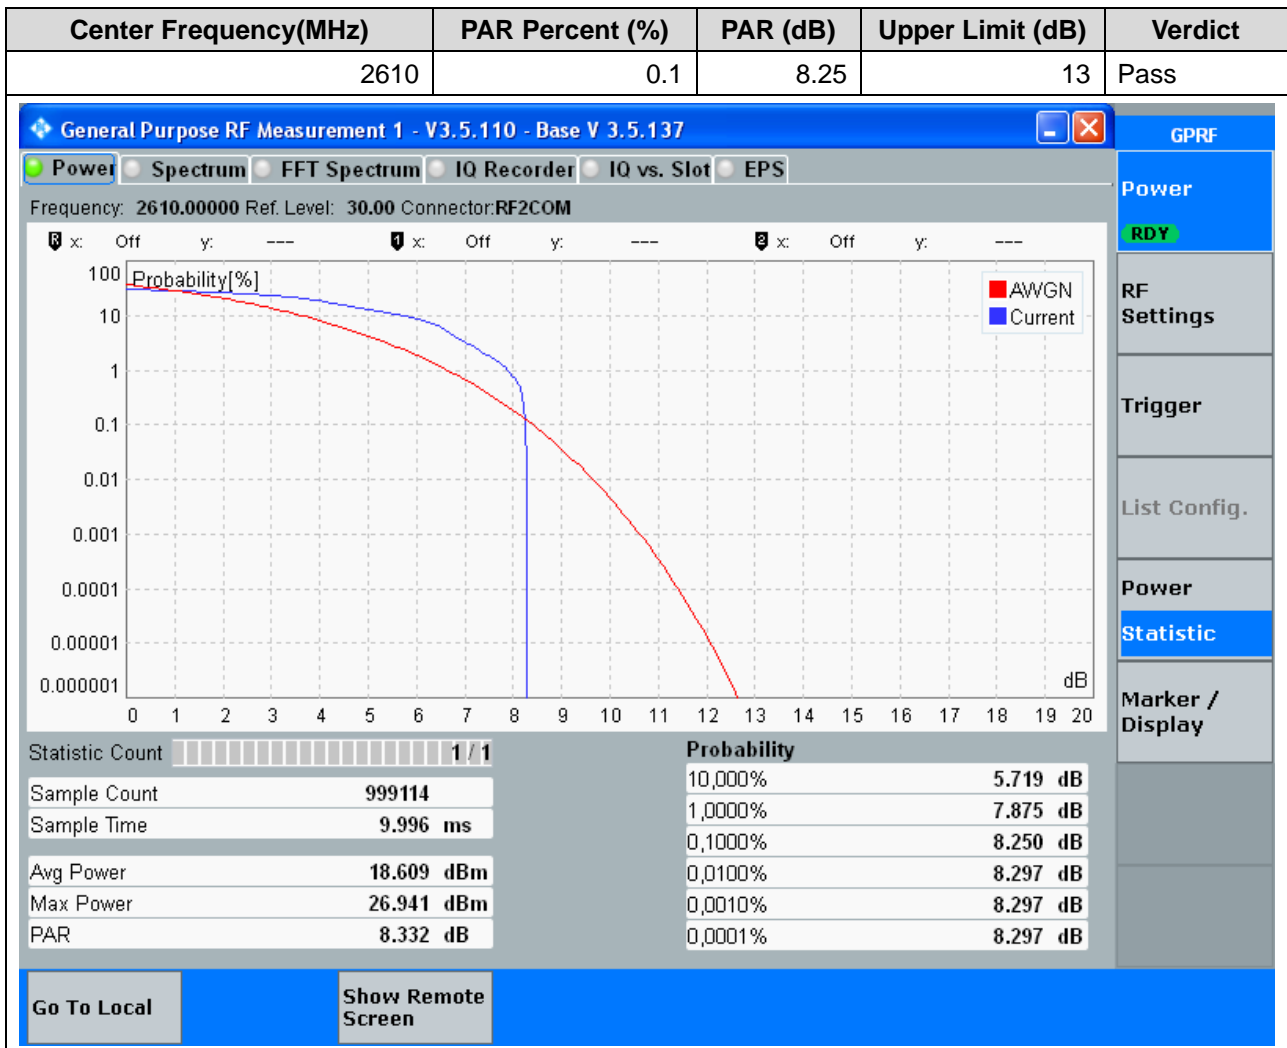 Center Frequency(MHz) PAR Percent (%) PAR (dB) Upper Limit (dB) Verdict
2610 0.1 8.25 13 Pass
General Purpose RF Measurement 1 - V3.5.110 - Base V 3.5.137
GPRF
Power Spectrum FFT Spectrum IQ Recorder IQ vs. Slot EPS
Power
RDY
Frequency: 2610.00000 Ref. Level: 30.00 Connector:RF2COM
R x: Off y: --- 1 x: Off y: --- 2 x: Off y: ---
100
Probability[%]
AWGN
Current
10
1
0.1
0.01
0.001
0.0001
0.00001
0.000001
dB
0 1 2 3 4 5 6 7 8 9 10 11 12 13 14 15 16 17 18 19 20
RF
Settings
Trigger
List Config.
Power
Statistic
Marker /
Display
Statistic Count 1 / 1
Sample Count 999114
Sample Time 9.996 ms
Avg Power 18.609 dBm
Max Power 26.941 dBm
PAR 8.332 dB
Probability
10,000% 5.719 dB
1,0000% 7.875 dB
0,1000% 8.250 dB
0,0100% 8.297 dB
0,0010% 8.297 dB
0,0001% 8.297 dB
Go To Local
Show Remote
Screen